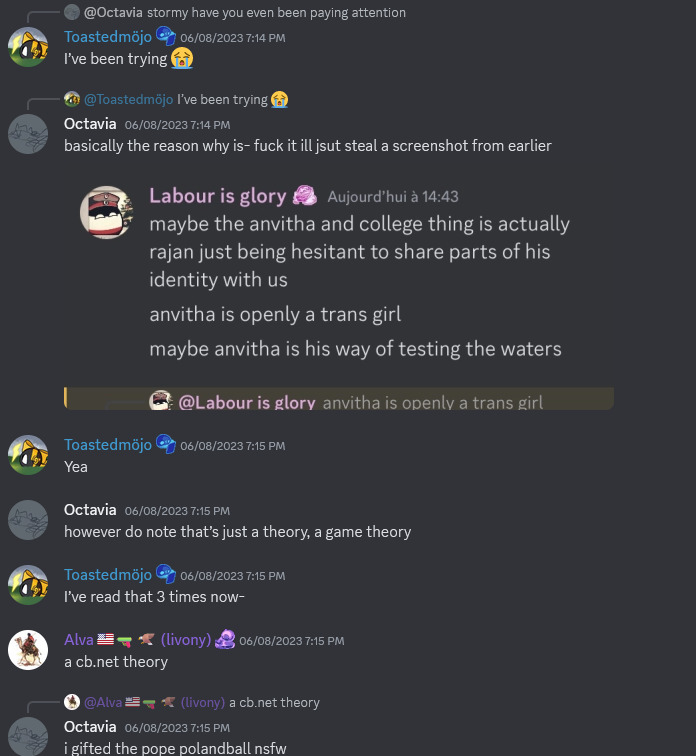 @Octavia stormy have you even been paying attention
Toastedmöjo 06/08/2023 7:14 PM
I've been trying 😭
@Toastedmöjo I've been trying 😭
Octavia 06/08/2023 7:14 PM
basically the reason why is- fuck it ill jsut steal a screenshot from earlier
Labour is glory Aujourd'hui à 14:43
maybe the anvitha and college thing is actually
rajan just being hesitant to share parts of his
identity with us
anvitha is openly a trans girl
maybe anvitha is his way of testing the waters
@Labour is glory anvitha is openly a trans girl
Toastedmöjo 06/08/2023 7:15 PM
Yea
Octavia 06/08/2023 7:15 PM
however do note that's just a theory, a game theory
Toastedmöjo 06/08/2023 7:15 PM
I've read that 3 times now-
Alva (livony) 06/08/2023 7:15 PM
a cb.net theory
@Alva (livony) a cb.net theory
Octavia 06/08/2023 7:15 PM
i gifted the pope polandball nsfw